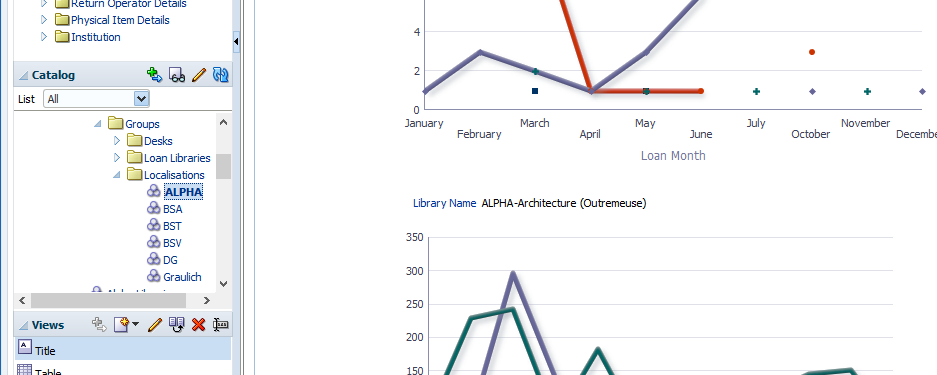 Return Operator Details
Physical Item Details
Institution
Catalog
List All
Groups
Desks
Loan Libraries
Localisations
ALPHA
BSA
BST
BSV
DG
Graulich
Views
Title
Table
4
2
0
January
February
March
April
May
June
July
October
November
Decembe
Loan Month
Library Name ALPHA-Architecture (Outremeuse)
350
300
250
200
150